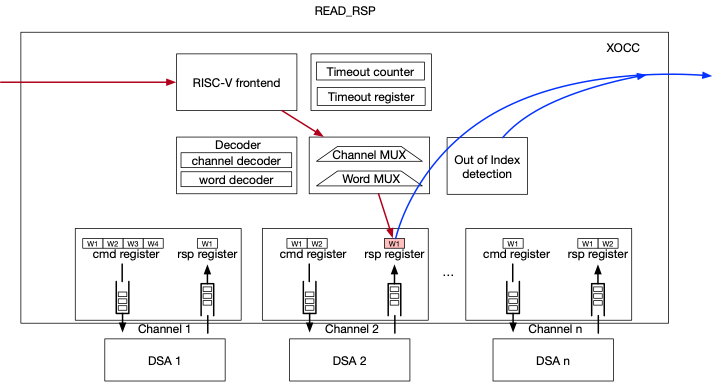 READ_RSP
XOCC
RISC-V frontend
Timeout counter
Timeout register
Decoder
channel decoder
word decoder
Channel MUX
Word MUX
Out of Index
detection
W1 W2 W3 W4
cmd register
W1
rsp register
W1 W2
cmd register
W1
rsp register
...
W1
cmd register
W1 W2
rsp register
Channel 1
Channel 2
Channel n
DSA 1
DSA 2
DSA n